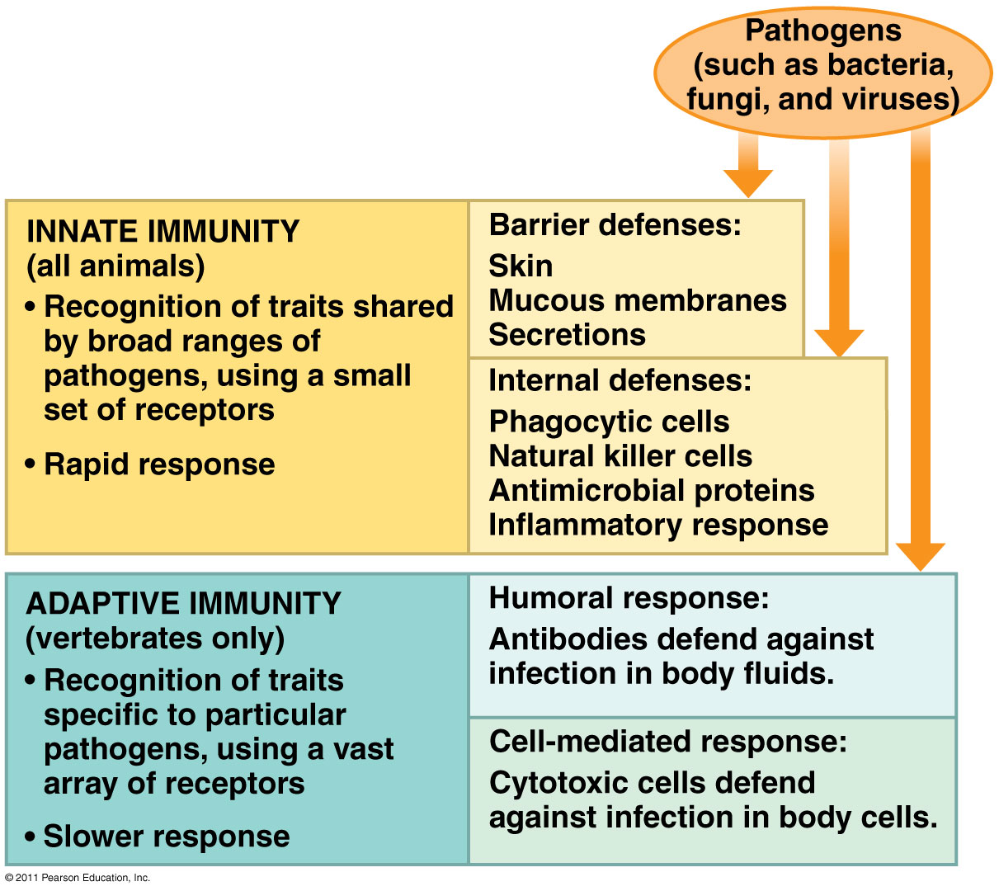 Pathogens
(such as bacteria,
fungi, and viruses)
INNATE IMMUNITY
(all animals)
• Recognition of traits shared
by broad ranges of
pathogens, using a small
set of receptors
• Rapid response
Barrier defenses:
Skin
Mucous membranes
Secretions
Internal defenses:
Phagocytic cells
Natural killer cells
Antimicrobial proteins
Inflammatory response
ADAPTIVE IMMUNITY
(vertebrates only)
• Recognition of traits
specific to particular
pathogens, using a vast
array of receptors
• Slower response
Humoral response:
Antibodies defend against
infection in body fluids.
Cell-mediated response:
Cytotoxic cells defend
against infection in body cells.
© 2011 Pearson Education, Inc.